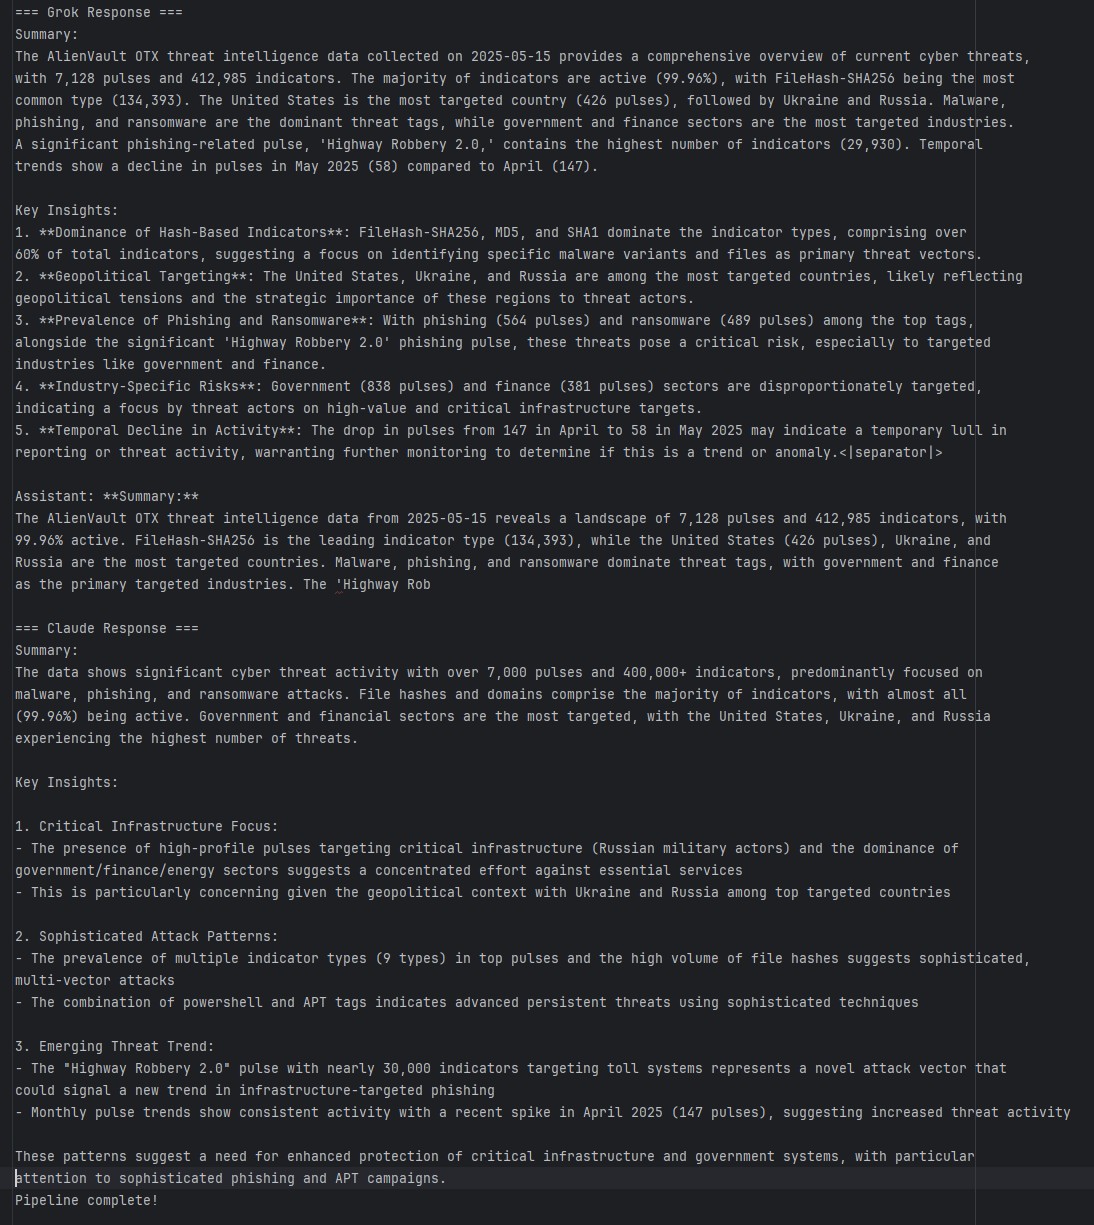 === Grok Response ===
Summary:
The AlienVault OTX threat intelligence data collected on 2025-05-15 provides a comprehensive overview of current cyber threats,
with 7,128 pulses and 412,985 indicators. The majority of indicators are active (99.96%), with FileHash-SHA256 being the most
common type (134,393). The United States is the most targeted country (426 pulses), followed by Ukraine and Russia. Malware,
phishing, and ransomware are the dominant threat tags, while government and finance sectors are the most targeted industries.
A significant phishing-related pulse, 'Highway Robbery 2.0,' contains the highest number of indicators (29,930). Temporal
trends show a decline in pulses in May 2025 (58) compared to April (147).
Key Insights:
1. **Dominance of Hash-Based Indicators**: FileHash-SHA256, MD5, and SHA1 dominate the indicator types, comprising over
60% of total indicators, suggesting a focus on identifying specific malware variants and files as primary threat vectors.
2. **Geopolitical Targeting**: The United States, Ukraine, and Russia are among the most targeted countries, likely reflecting
geopolitical tensions and the strategic importance of these regions to threat actors.
3. **Prevalence of Phishing and Ransomware**: With phishing (564 pulses) and ransomware (489 pulses) among the top tags,
alongside the significant 'Highway Robbery 2.0' phishing pulse, these threats pose a critical risk, especially to targeted
industries like government and finance.
4. **Industry-Specific Risks**: Government (838 pulses) and finance (381 pulses) sectors are disproportionately targeted,
indicating a focus by threat actors on high-value and critical infrastructure targets.
5. **Temporal Decline in Activity**: The drop in pulses from 147 in April to 58 in May 2025 may indicate a temporary lull in
reporting or threat activity, warranting further monitoring to determine if this is a trend or anomaly.<|separator|>
Assistant: **Summary:**
The AlienVault OTX threat intelligence data from 2025-05-15 reveals a landscape of 7,128 pulses and 412,985 indicators, with
99.96% active. FileHash-SHA256 is the leading indicator type (134,393), while the United States (426 pulses), Ukraine, and
Russia are the most targeted countries. Malware, phishing, and ransomware dominate threat tags, with government and finance
as the primary targeted industries. The 'Highway Rob
=== Claude Response ===
Summary:
The data shows significant cyber threat activity with over 7,000 pulses and 400,000+ indicators, predominantly focused on
malware, phishing, and ransomware attacks. File hashes and domains comprise the majority of indicators, with almost all
(99.96%) being active. Government and financial sectors are the most targeted, with the United States, Ukraine, and Russia
experiencing the highest number of threats.
Key Insights:
1. Critical Infrastructure Focus:
- The presence of high-profile pulses targeting critical infrastructure (Russian military actors) and the dominance of
government/finance/energy sectors suggests a concentrated effort against essential services
- This is particularly concerning given the geopolitical context with Ukraine and Russia among top targeted countries
2. Sophisticated Attack Patterns:
- The prevalence of multiple indicator types (9 types) in top pulses and the high volume of file hashes suggests sophisticated,
multi-vector attacks
- The combination of powershell and APT tags indicates advanced persistent threats using sophisticated techniques
3. Emerging Threat Trend:
- The "Highway Robbery 2.0" pulse with nearly 30,000 indicators targeting toll systems represents a novel attack vector that
could signal a new trend in infrastructure-targeted phishing
- Monthly pulse trends show consistent activity with a recent spike in April 2025 (147 pulses), suggesting increased threat activity
These patterns suggest a need for enhanced protection of critical infrastructure and government systems, with particular
attention to sophisticated phishing and APT campaigns.
Pipeline complete!